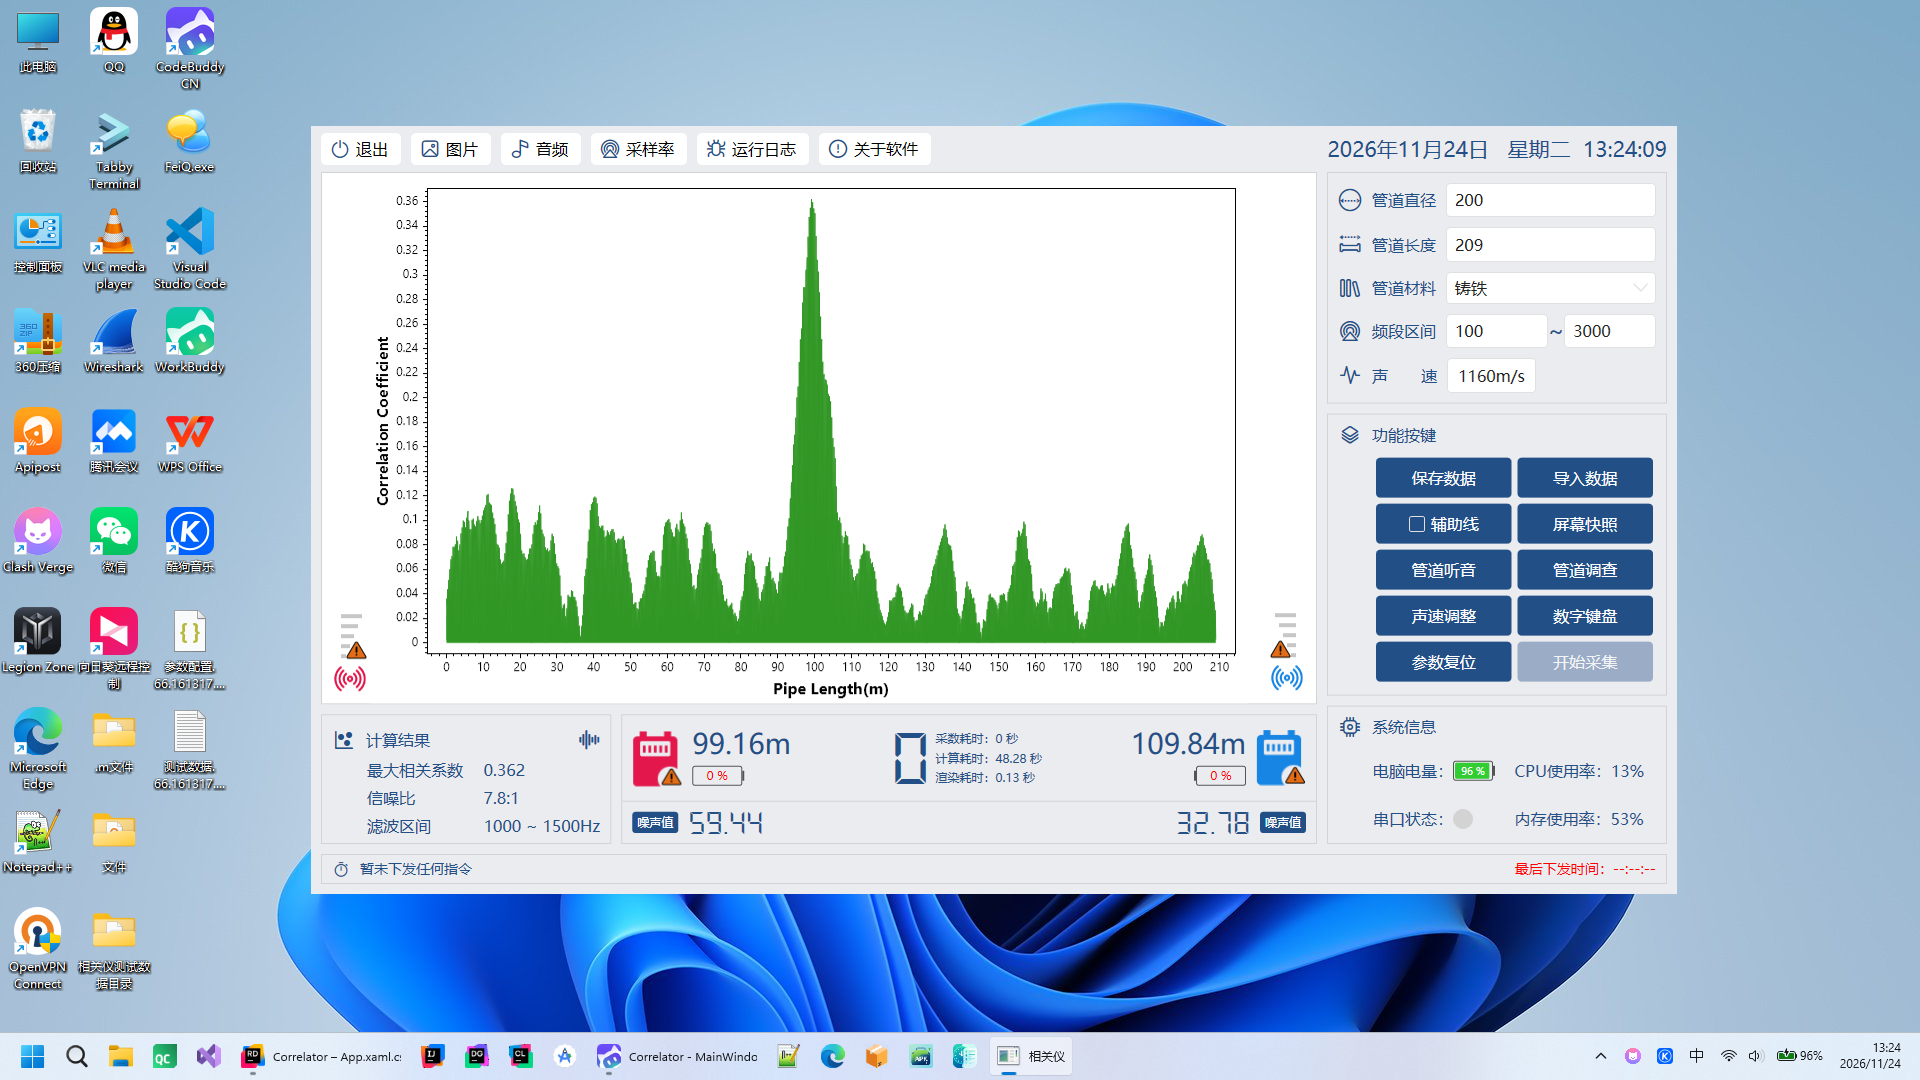 此电脑
QQ
CodeBuddy CN
回收站
Tabby Terminal
FeiQ.exe
控制面板
VLC media player
Visual Studio Code
360压缩
Wireshark
WorkBuddy
Apipost
腾讯会议
WPS Office
Clash Verge
微信
酷狗音乐
Legion Zone
向日葵远程控制
参数配置.66.161317....
Microsoft Edge
.m文件
测试数据.66.161317....
Notepad++
文件
OpenVPN Connect
相关仪测试数据目录
退出
图片
音频
采样率
运行日志
关于软件
2026年11月24日 星期二 13:24:09
Correlation Coefficient
0.36
0.34
0.32
0.3
0.28
0.26
0.24
0.22
0.2
0.18
0.16
0.14
0.12
0.1
0.08
0.06
0.04
0.02
0
0 10 20 30 40 50 60 70 80 90 100 110 120 130 140 150 160 170 180 190 200 210
Pipe Length(m)
管道直径 200
管道长度 209
管道材料 铸铁
频段区间 100 ~ 3000
声 速 1160m/s
功能按键
保存数据 导入数据
辅助线 屏幕快照
管道听音 管道调查
声速调整 数字键盘
参数复位 开始采集
计算结果
最大相关系数 0.362
信噪比 7.8:1
滤波区间 1000 ~ 1500Hz
99.16m
0 %
0
采数耗时：0 秒
计算耗时：48.28 秒
渲染耗时：0.13 秒
109.84m
0 %
噪声值 59.44
32.78 噪声值
系统信息
电脑电量： 96 % CPU使用率：13%
串口状态： 内存使用率：53%
暂未下发任何指令
最后下发时间：--:--:--
Correlator – App.xaml.cs
Correlator - MainWindo
相关仪
中
96%
13:24
2026/11/24